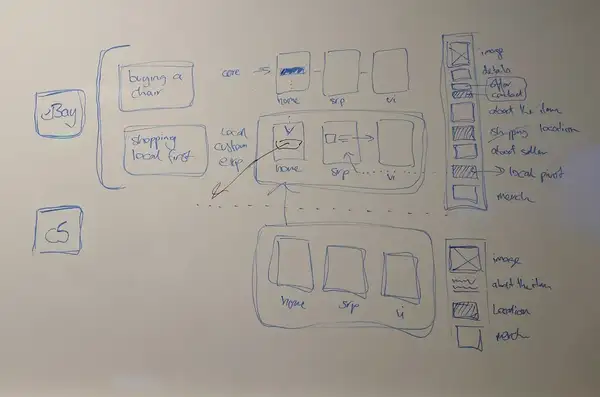 eBay
buying a
chair
shopping
local first
core
home
srp
vi
Local
custom
exp
home
srp
vi
image
details
offer
contact
about the item
shipping location
about seller
local pivot
merch
cS
home
srp
vi
image
about the item
Location
merch